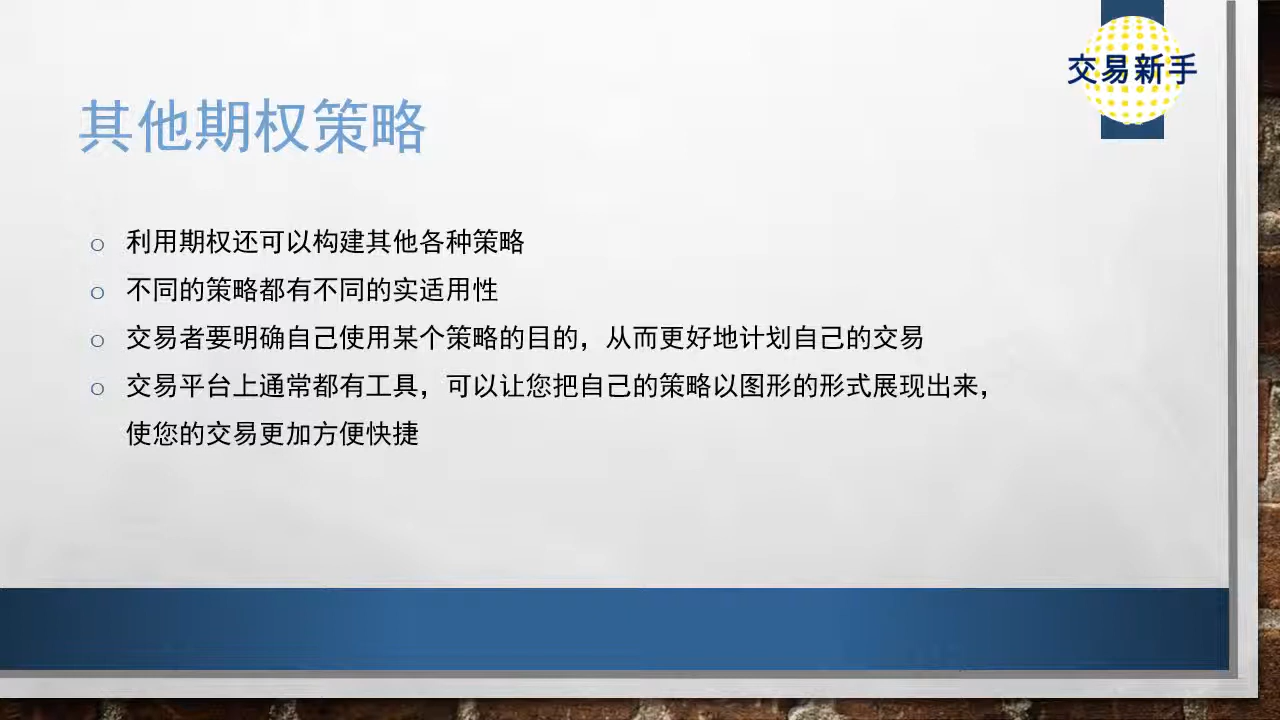 交易新手
其他期权策略
利用期权还可以构建其他各种策略
不同的策略都有不同的实适用性
交易者要明确自己使用某个策略的目的，从而更好地计划自己的交易
交易平台上通常都有工具，可以让您把自己的策略以图形的形式展现出来，
使您的交易更加方便快捷